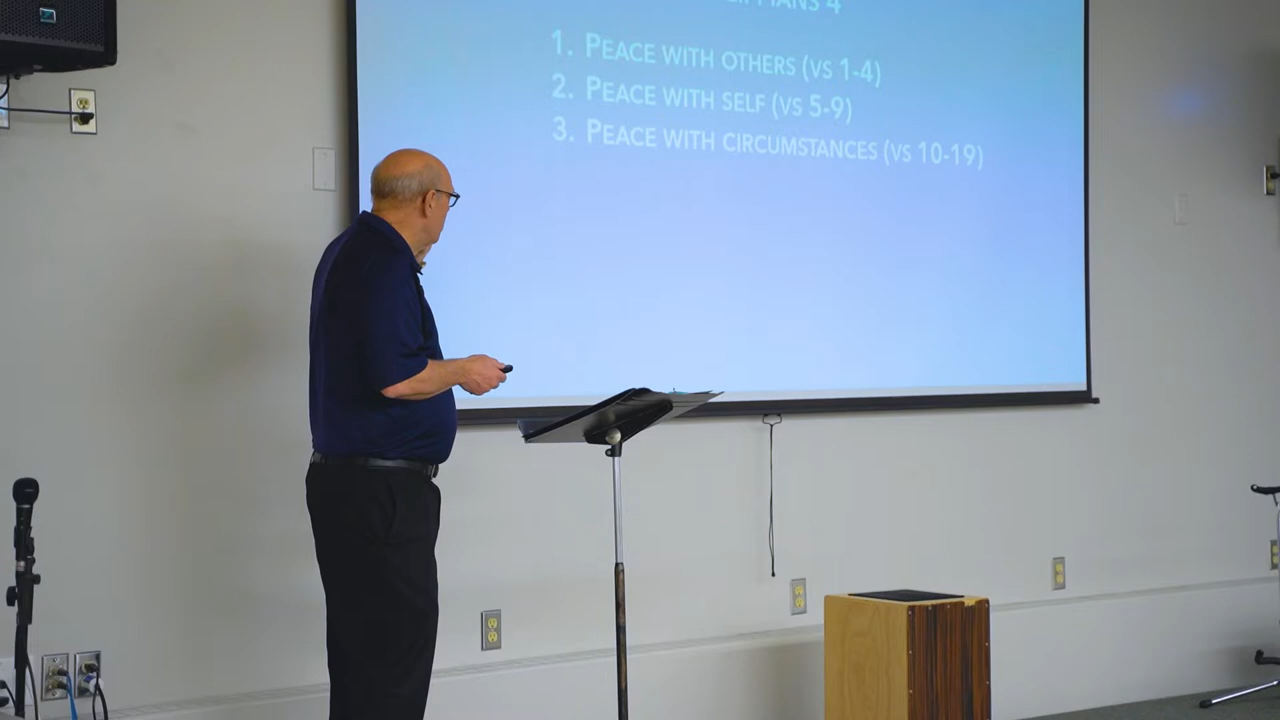 4
1. PEACE WITH OTHERS (VS 1-4)
2. PEACE WITH SELF (VS 5-9)
3. PEACE WITH CIRCUMSTANCES (VS 10-19)